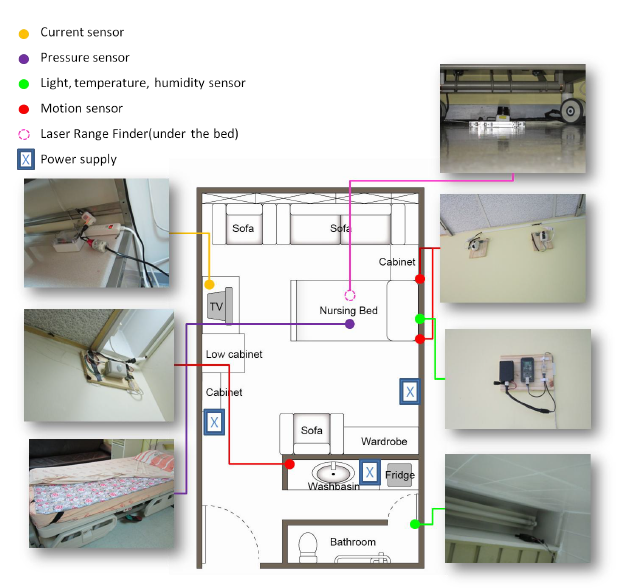 Current sensor
Pressure sensor
Light, temperature, humidity sensor
Motion sensor
Laser Range Finder(under the bed)
X Power supply
Sofa
Sofa
Cabinet
TV
Nursing Bed
Low cabinet
Cabinet
X
X
Sofa
Wardrobe
X
Fridge
Washbasin
Bathroom